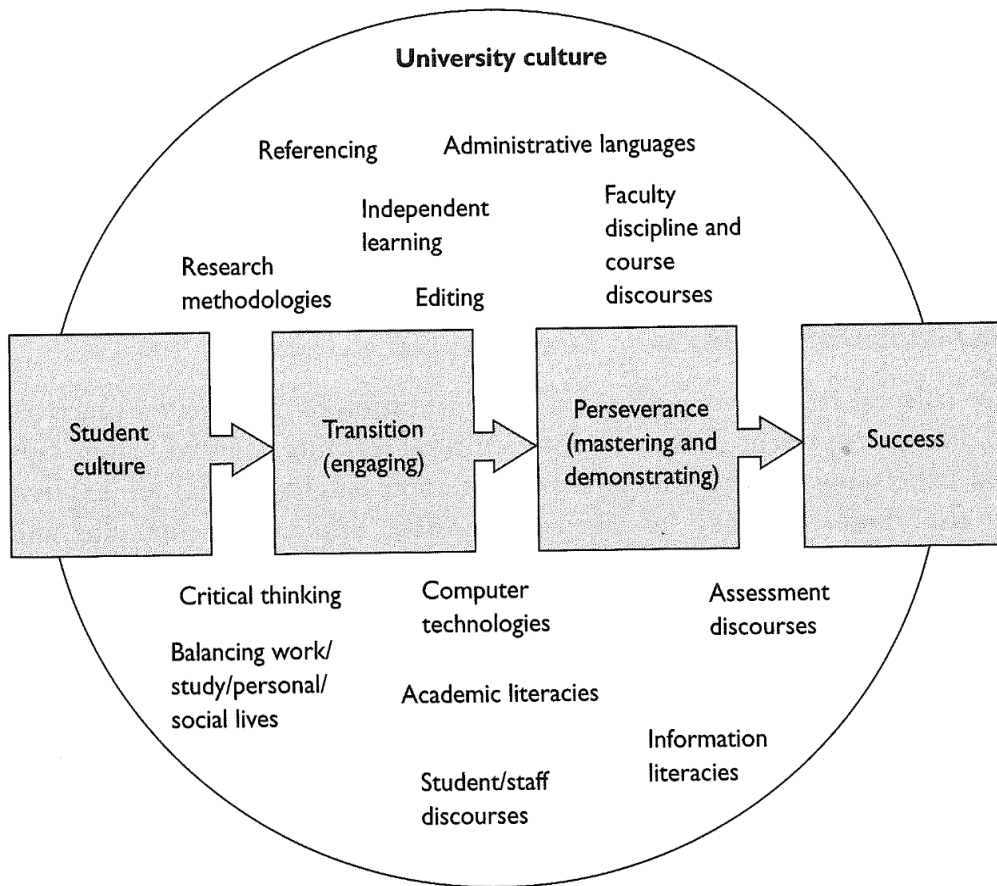 University culture
Referencing
Administrative languages
Independent
learning
Faculty
discipline and
course
discourses
Research
methodologies
Editing
Student
culture
Transition
(engaging)
Perseverance
(mastering and
demonstrating)
Success
Critical thinking
Computer
technologies
Assessment
discourses
Balancing work/
study/personal/
social lives
Academic literacies
Information
literacies
Student/staff
discourses